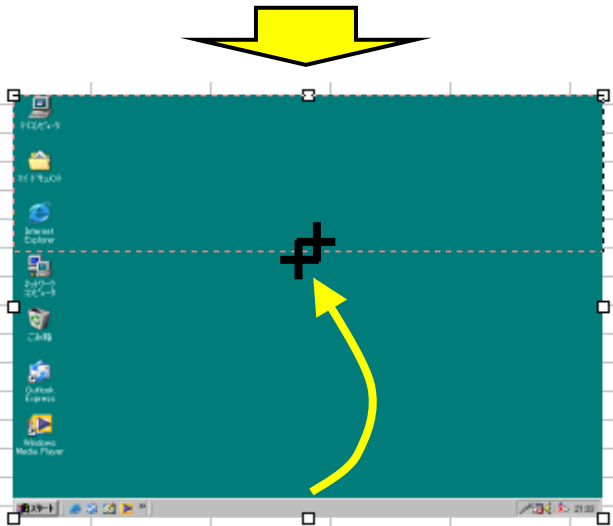 マイコンピュータ
マイ ドキュメント
Internet
Explorer
ネットワーク
コンピュータ
ごみ箱
Outlook
Express
Windows
Media Player
スタート
21:33